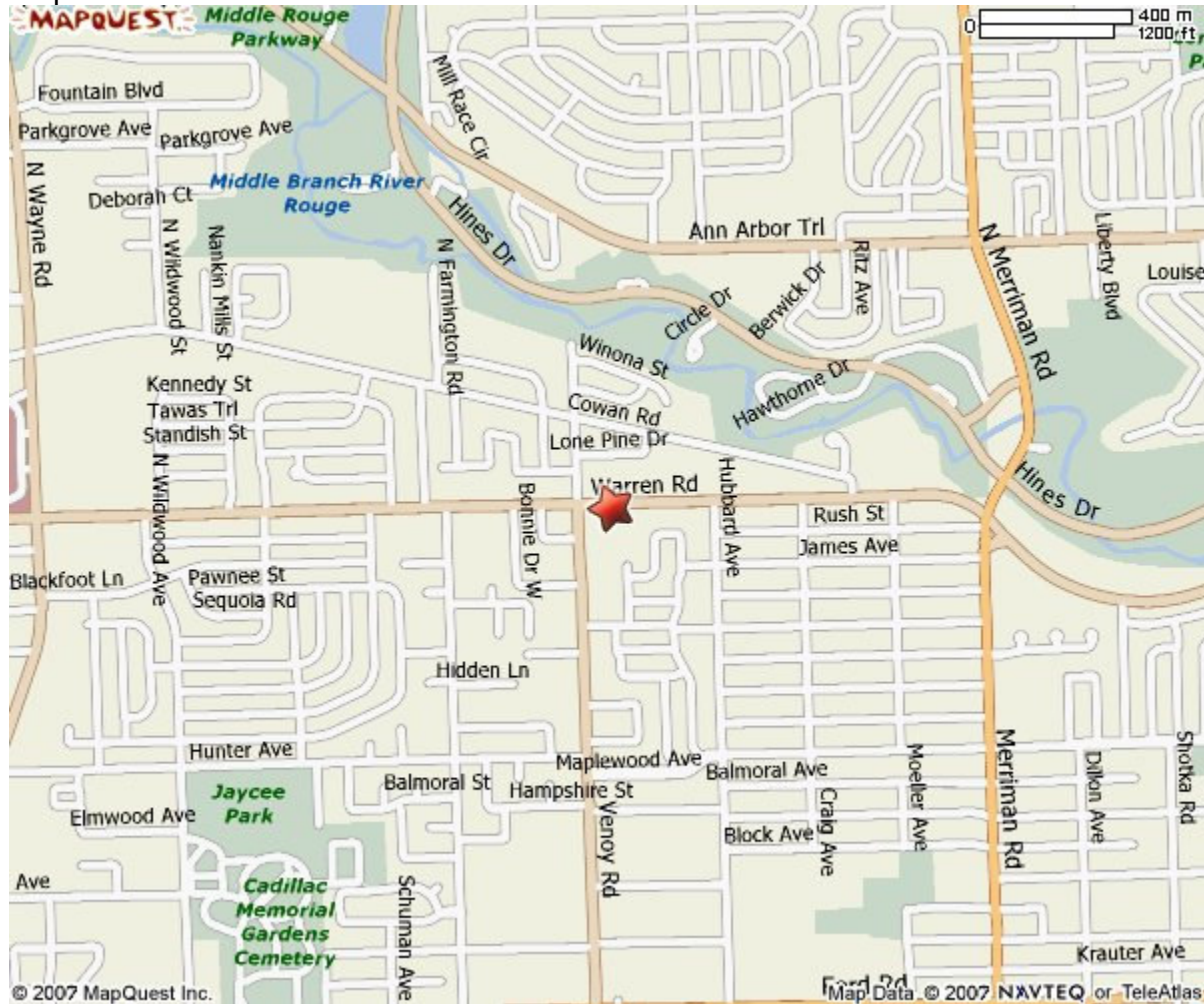 MAPQUEST
Middle Rouge
Parkway
0
400 m
1200 ft
Fountain Blvd
Mill Race Cir
Parkgrove Ave
Parkgrove Ave
N Wayne Rd
Deborah Ct
Middle Branch River
Rouge
Hines Dr
Ann Arbor Trl
N Wildwood St
Nankin Mills St
N Farmington Rd
Ritz Ave
N Merriman Rd
Liberty Blvd
Louise
Circle Dr
Berwick Dr
Winona St
Hawthorne Dr
Kennedy St
Tawas Trl
Standish St
Cowan Rd
Lone Pine Dr
Warren Rd
Hines Dr
N Wildwood Ave
Bonnie Dr W
Hubbard Ave
Rush St
James Ave
Blackfoot Ln
Pawnee St
Sequoia Rd
Hidden Ln
Hunter Ave
Maplewood Ave
Balmoral St
Hampshire St
Balmoral Ave
Moeller Ave
Merriman Rd
Dillon Ave
Shotka Rd
Jaycee
Park
Elmwood Ave
Venoy Rd
Block Ave
Craig Ave
Ave
Cadillac
Memorial
Gardens
Cemetery
Schuman Ave
Krauter Ave
Ford Rd
© 2007 MapQuest Inc.
Map Data © 2007 NAVTEQ or TeleAtlas